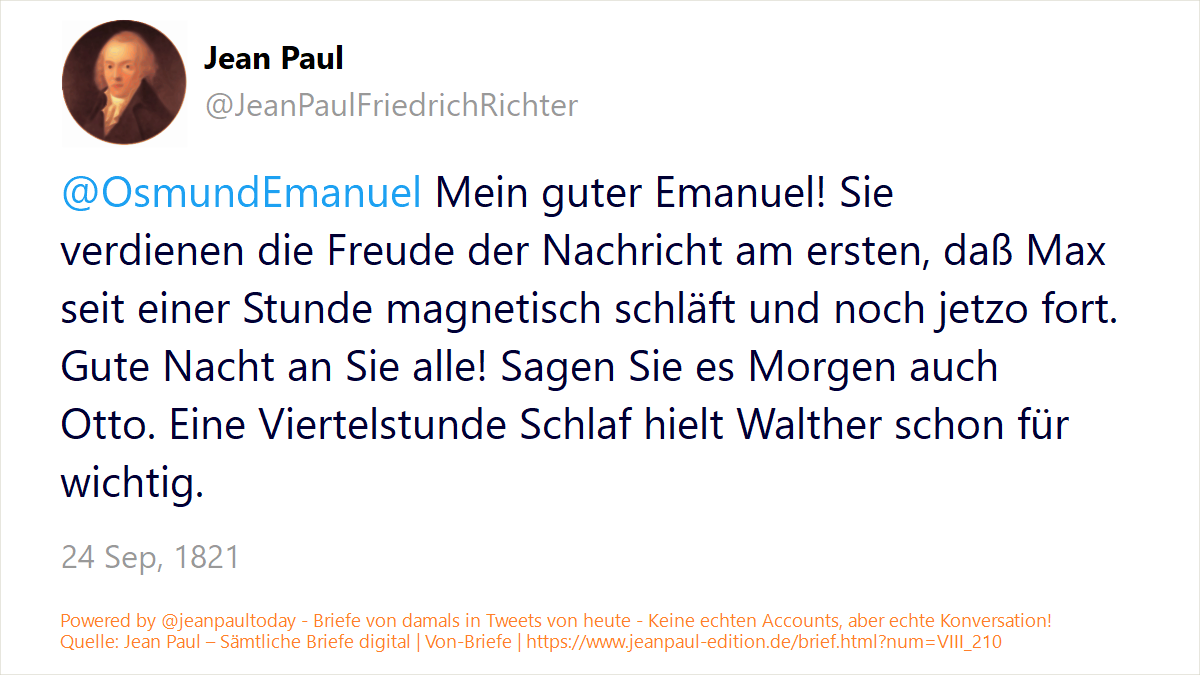 Jean Paul
@JeanPaulFriedrichRichter
@OsmundEmanuel Mein guter Emanuel! Sie
verdienen die Freude der Nachricht am ersten, daß Max
seit einer Stunde magnetisch schläft und noch jetzo fort.
Gute Nacht an Sie alle! Sagen Sie es Morgen auch
Otto. Eine Viertelstunde Schlaf hielt Walther schon für
wichtig.
24 Sep, 1821
Powered by @jeanpaultoday - Briefe von damals in Tweets von heute - Keine echten Accounts, aber echte Konversation!
Quelle: Jean Paul – Sämtliche Briefe digital | Von-Briefe | https://www.jeanpaul-edition.de/brief.html?num=VIII_210